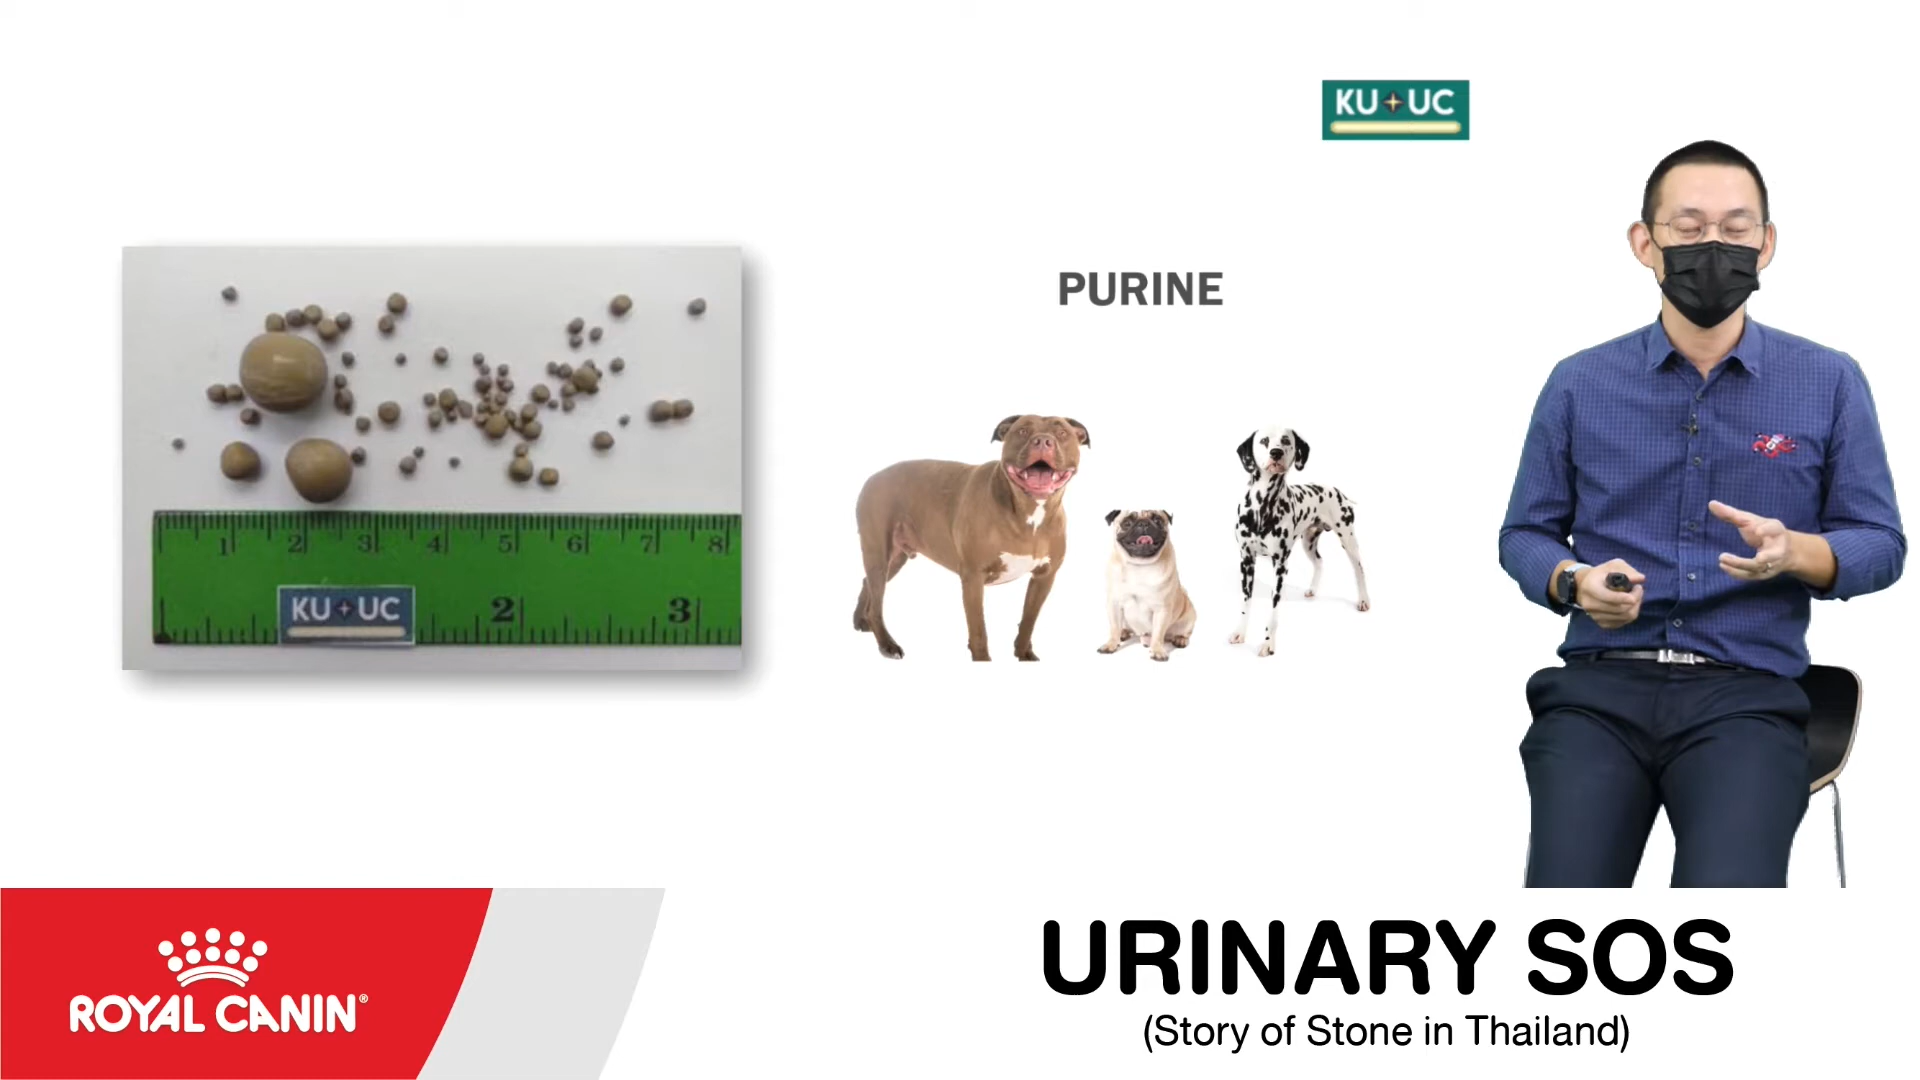 KU UC
PURINE
1 2 3 4 5 6 7 8
KU UC
2 3
ROYAL CANIN®
URINARY SOS
(Story of Stone in Thailand)